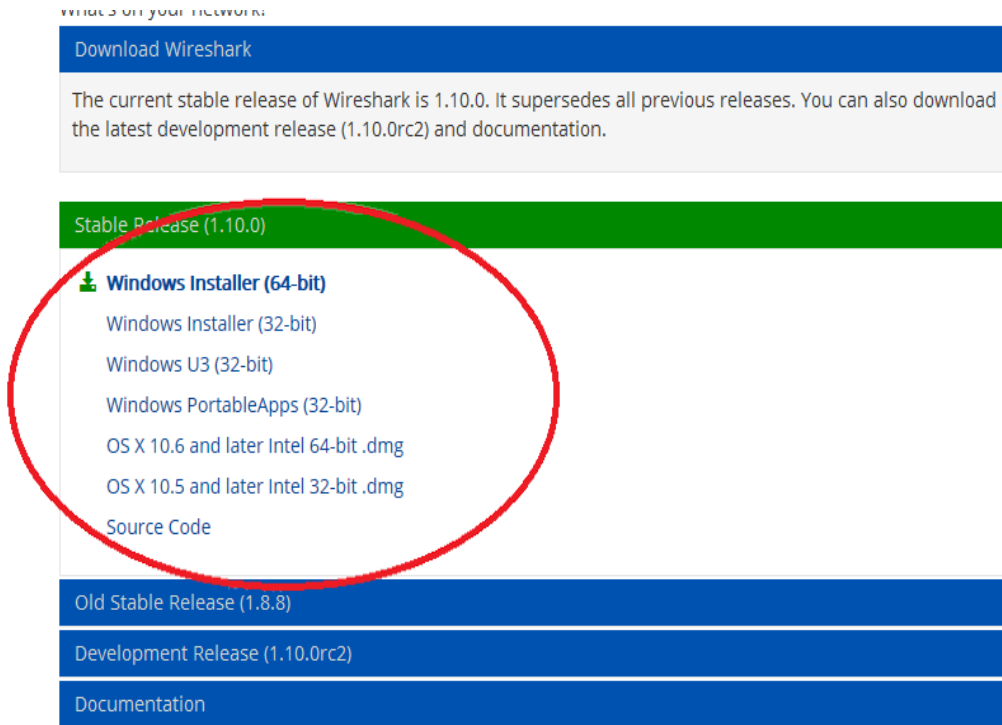 What's on your network?
Download Wireshark
The current stable release of Wireshark is 1.10.0. It supersedes all previous releases. You can also download
the latest development release (1.10.0rc2) and documentation.
Stable Release (1.10.0)
Windows Installer (64-bit)
Windows Installer (32-bit)
Windows U3 (32-bit)
Windows PortableApps (32-bit)
OS X 10.6 and later Intel 64-bit .dmg
OS X 10.5 and later Intel 32-bit .dmg
Source Code
Old Stable Release (1.8.8)
Development Release (1.10.0rc2)
Documentation